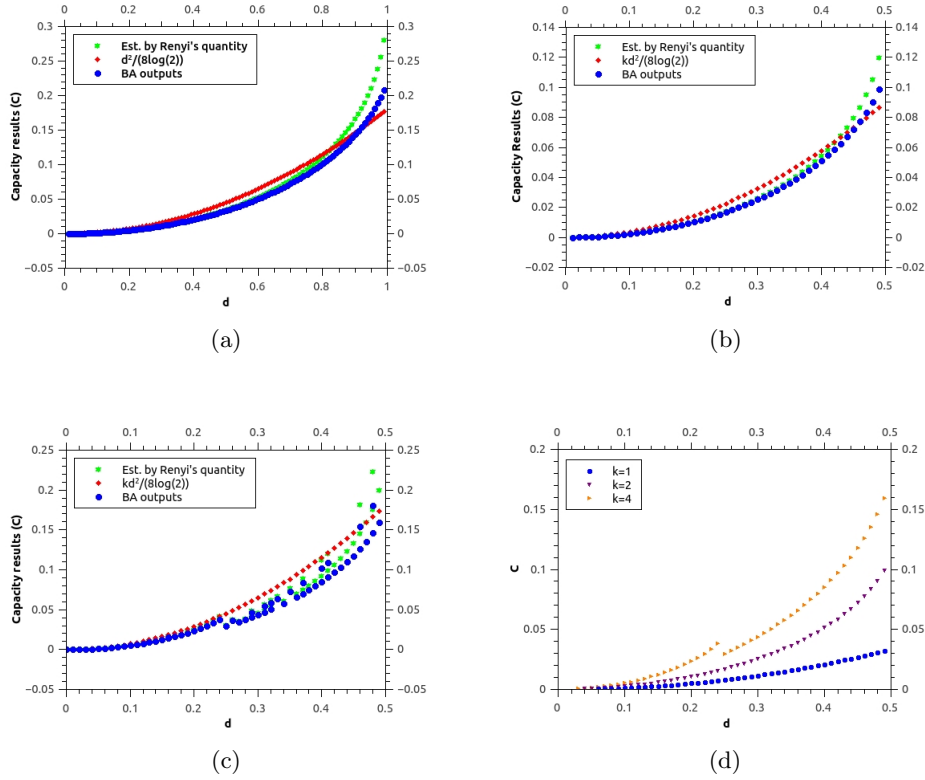 0 0.2 0.4 0.6 0.8 1
0.3 0.3
0.25 0.25
0.2 0.2
0.15 0.15
0.1 0.1
0.05 0.05
0 0
−0.05 −0.05
0 0.2 0.4 0.6 0.8 1
Capacity results (C)
d
Est. by Renyi's quantity
d²/(8log(2))
BA outputs
(a)
0 0.1 0.2 0.3 0.4 0.5
0.14 0.14
0.12 0.12
0.1 0.1
0.08 0.08
0.06 0.06
0.04 0.04
0.02 0.02
0 0
−0.02 −0.02
0 0.1 0.2 0.3 0.4 0.5
Capacity Results (C)
d
Est. by Renyi's quantity
kd²/(8log(2))
BA outputs
(b)
0 0.1 0.2 0.3 0.4 0.5
0.25 0.25
0.2 0.2
0.15 0.15
0.1 0.1
0.05 0.05
0 0
−0.05 −0.05
0 0.1 0.2 0.3 0.4 0.5
Capacity results (C)
d
Est. by Renyi's quantity
kd²/(8log(2))
BA outputs
(c)
0 0.1 0.2 0.3 0.4 0.5
0.2 0.2
0.15 0.15
0.1 0.1
0.05 0.05
0 0
0 0.1 0.2 0.3 0.4 0.5
C
d
k=1
k=2
k=4
(d)